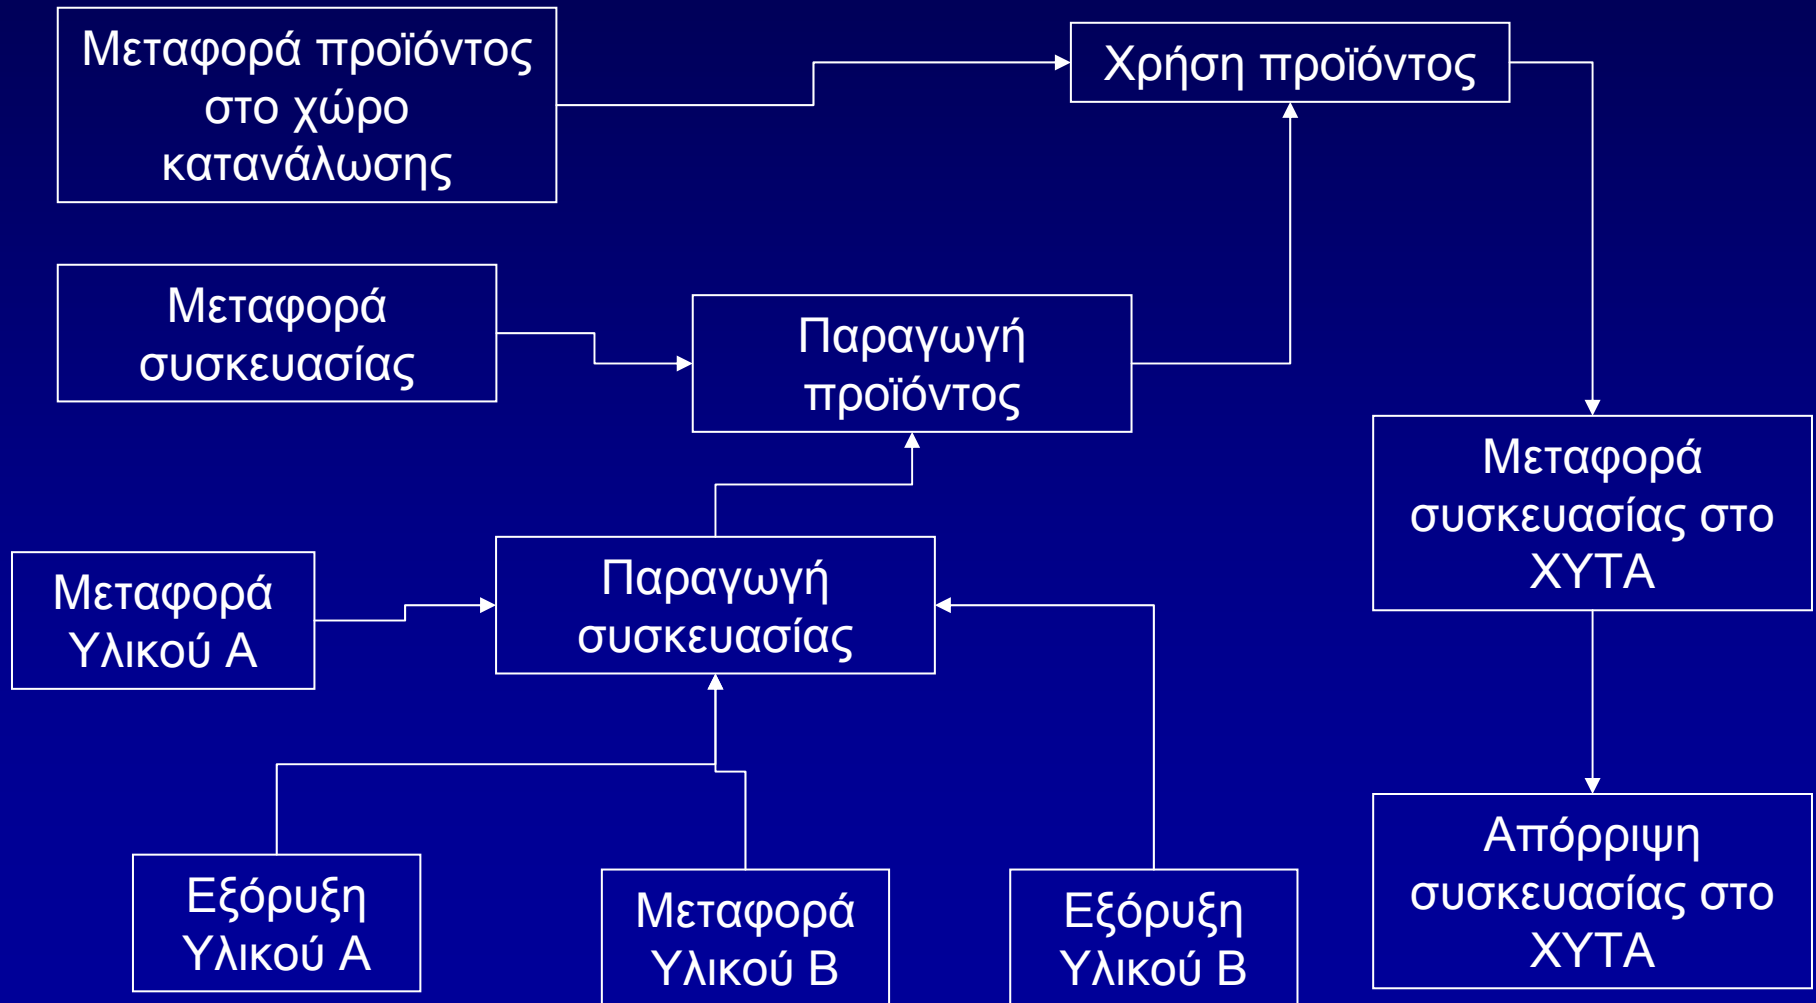 Μεταφορά προϊόντος
στο χώρο
κατανάλωσης
Χρήση προϊόντος
Μεταφορά
συσκευασίας
Παραγωγή
προϊόντος
Μεταφορά
συσκευασίας στο
ΧΥΤΑ
Μεταφορά
Υλικού Α
Παραγωγή
συσκευασίας
Εξόρυξη
Υλικού Α
Μεταφορά
Υλικού Β
Εξόρυξη
Υλικού Β
Απόρριψη
συσκευασίας στο
ΧΥΤΑ